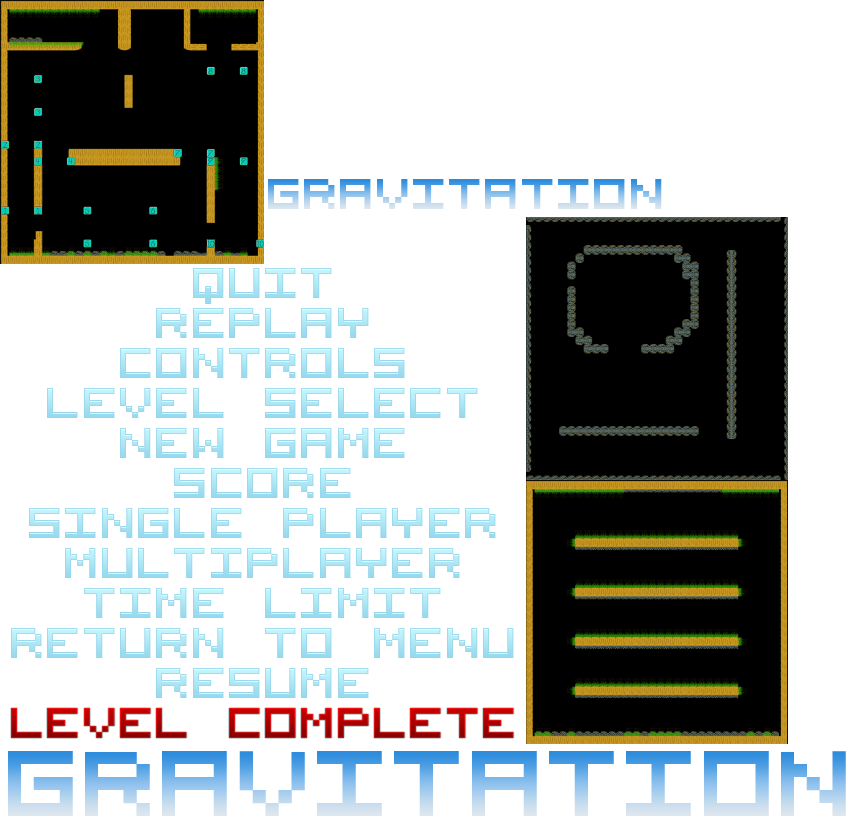 GRAVITATION
QUIT
REPLAY
CONTROLS
LEVEL SELECT
NEW GAME
SCORE
SINGLE PLAYER
MULTIPLAYER
TIME LIMIT
RETURN TO MENU
RESUME
LEVEL COMPLETE
GRAVITATION